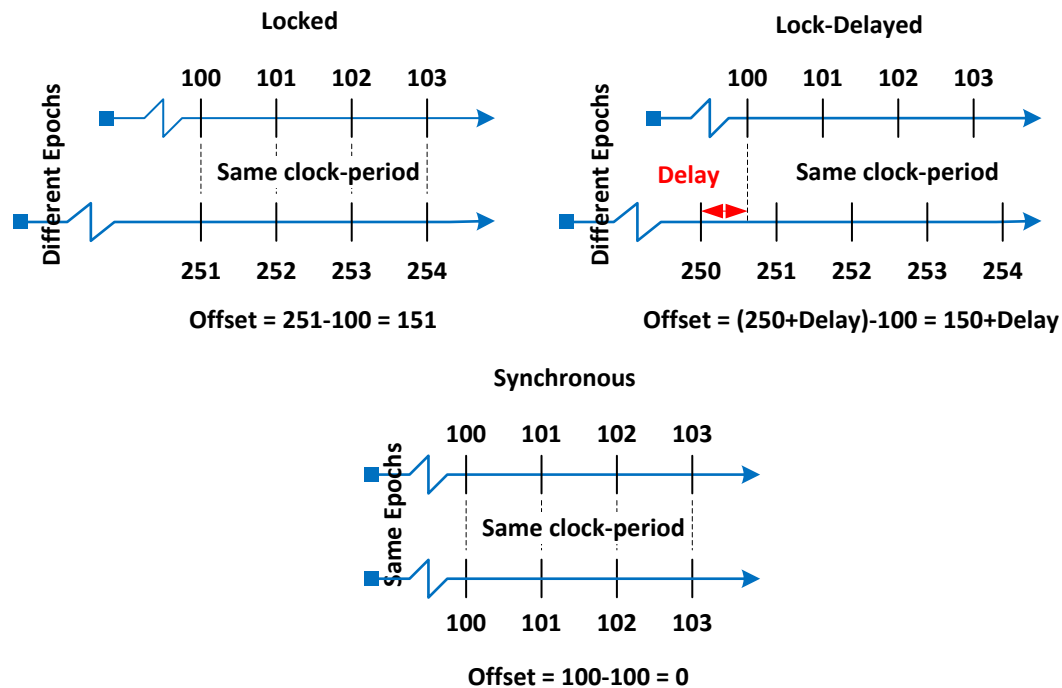 Locked
100 101 102 103
Different Epochs
Same clock-period
251 252 253 254
Offset = 251-100 = 151
Lock-Delayed
100 101 102 103
Different Epochs
Delay
Same clock-period
250 251 252 253 254
Offset = (250+Delay)-100 = 150+Delay
Synchronous
100 101 102 103
Same Epochs
Same clock-period
100 101 102 103
Offset = 100-100 = 0